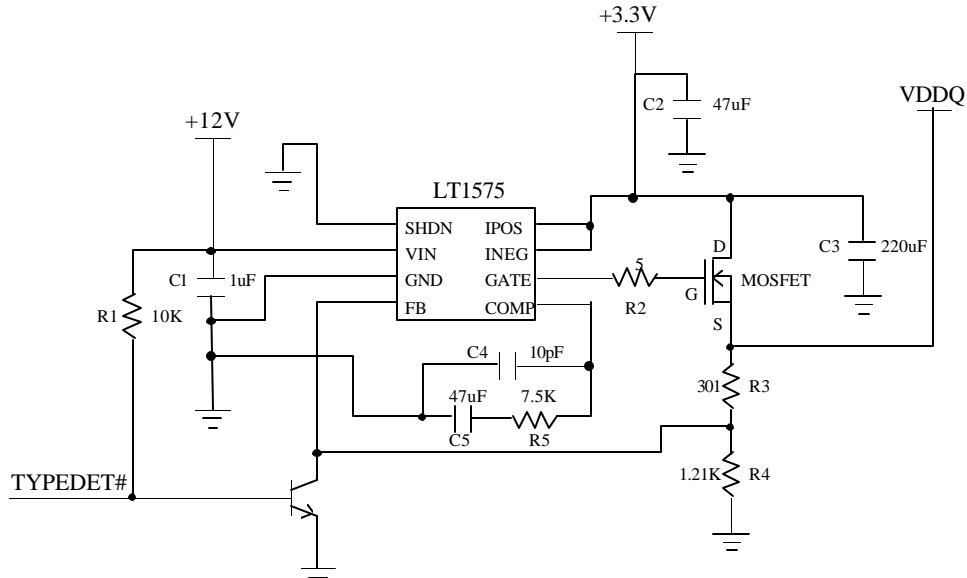 +3.3V
C2 47uF
VDDQ
+12V
LT1575
SHDN IPOS
VIN INEG
GND GATE
FB COMP
D
G
S
MOSFET
C3 220uF
C1 1uF
5
R2
R1 10K
C4 10pF
47uF 7.5K
C5 R5
301 R3
1.21K R4
TYPEDET#